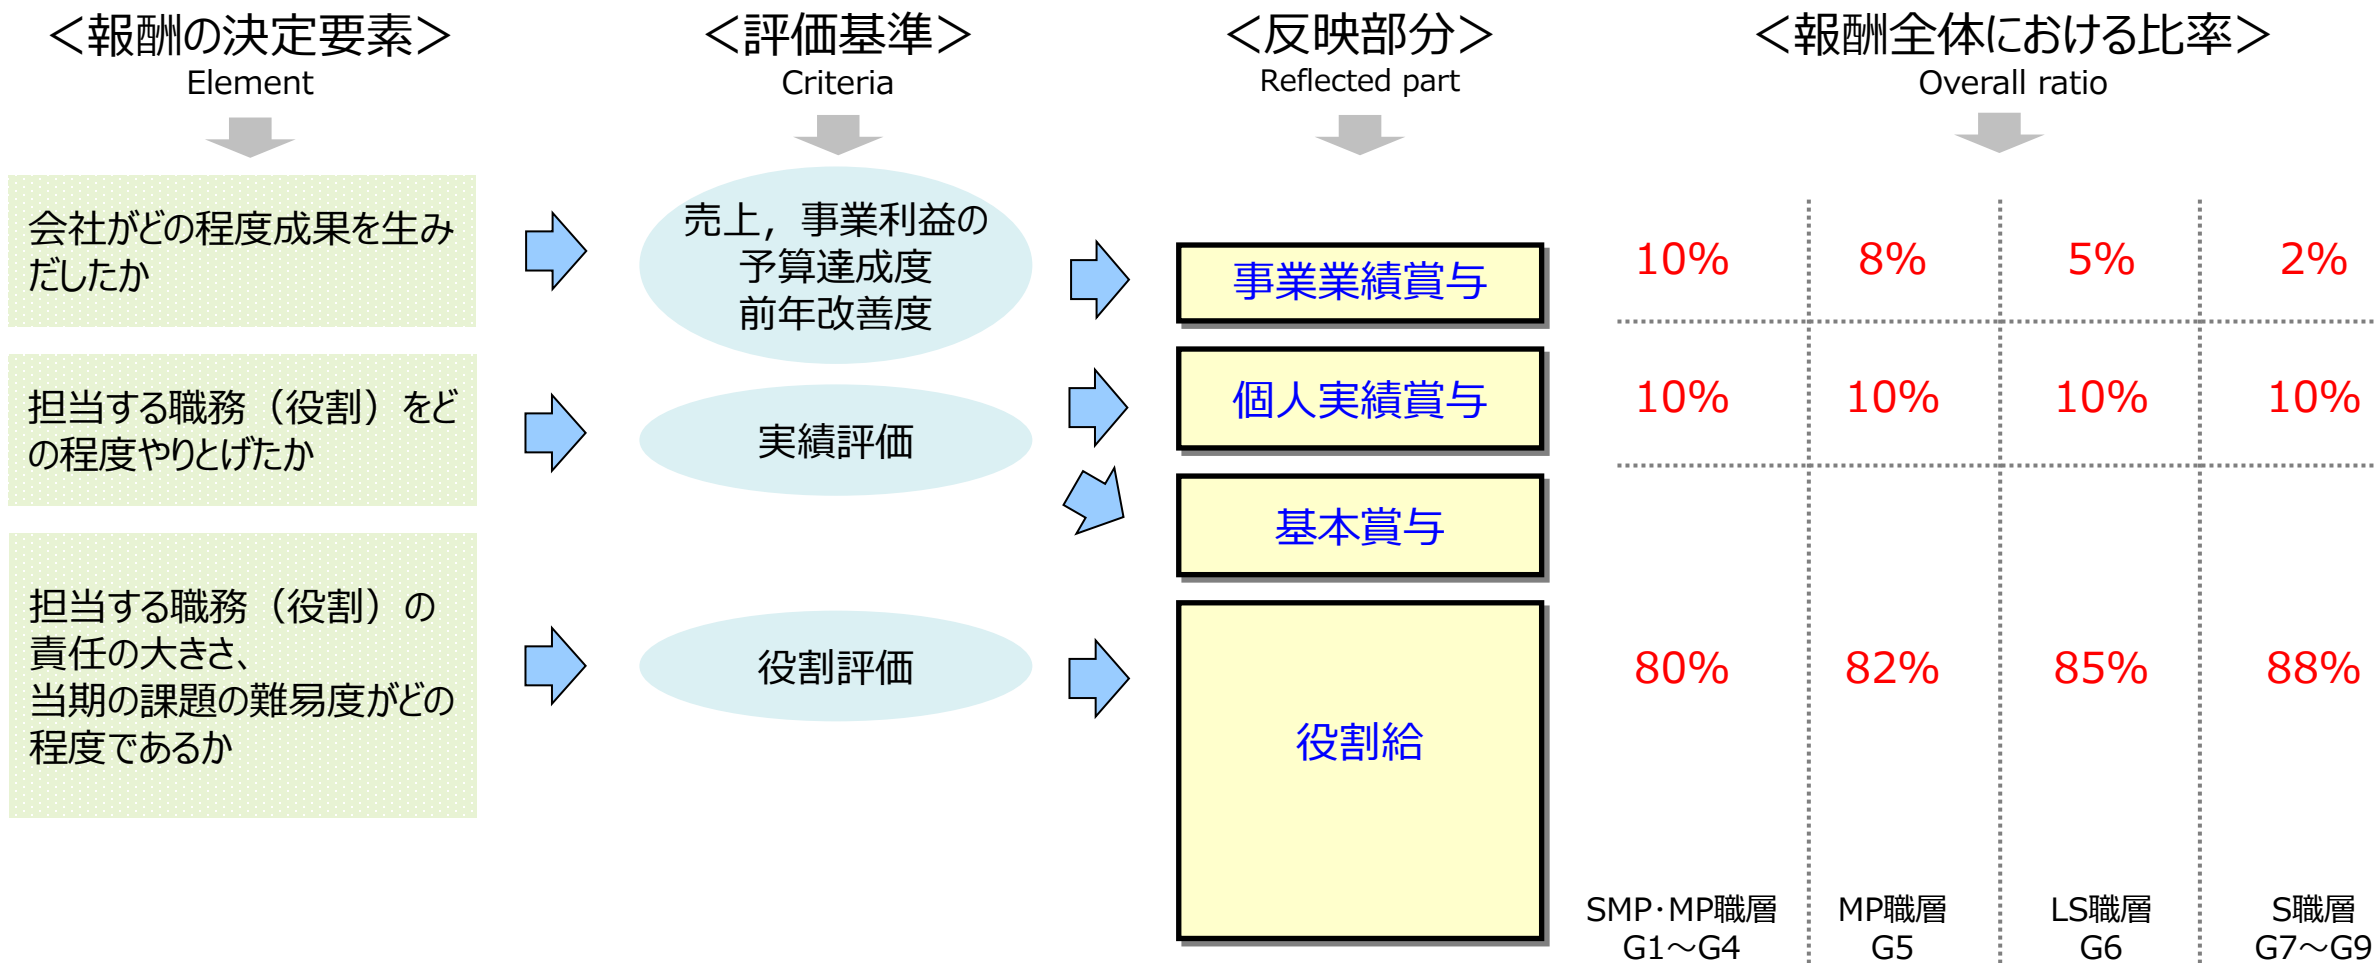 ＜報酬の決定要素＞
Element
＜評価基準＞
Criteria
＜反映部分＞
Reflected part
＜報酬全体における比率＞
Overall ratio
会社がどの程度成果を生み
だしたか
売上，事業利益の
予算達成度
前年改善度
事業業績賞与
10%
8%
5%
2%
担当する職務（役割）をど
の程度やりとげたか
実績評価
個人実績賞与
10%
10%
10%
10%
基本賞与
担当する職務（役割）の
責任の大きさ、
当期の課題の難易度がどの
程度であるか
役割評価
役割給
80%
82%
85%
88%
SMP･MP職層
G1～G4
MP職層
G5
LS職層
G6
S職層
G7～G9